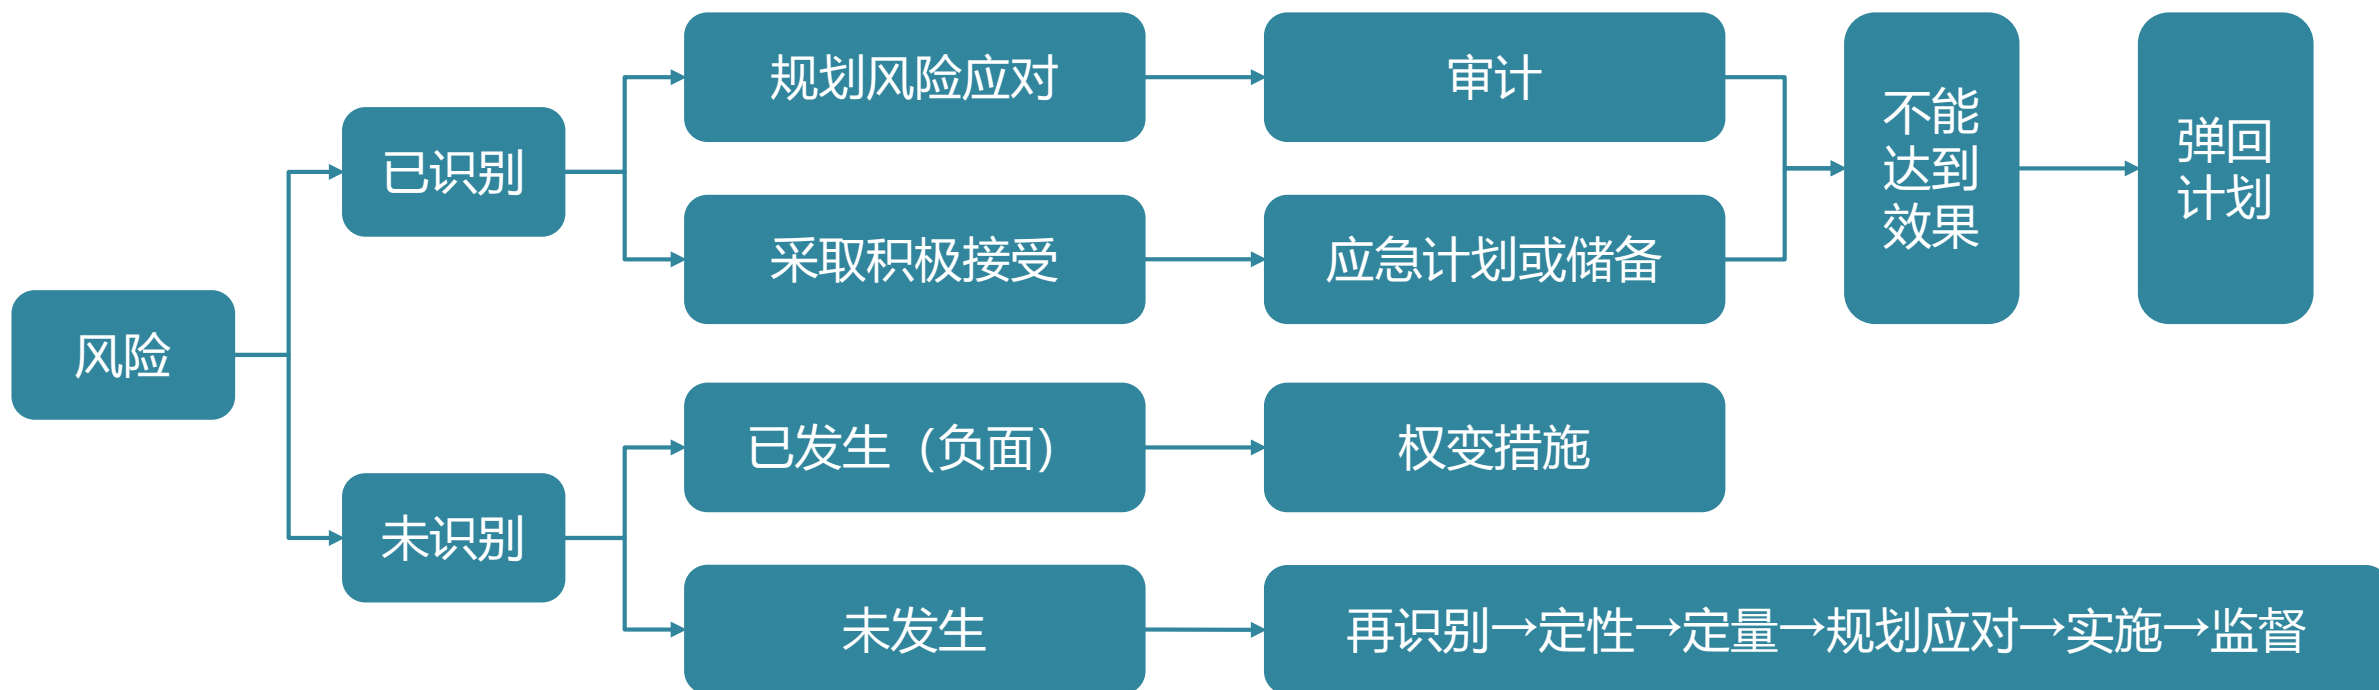 规划风险应对
审计
不能
达到
效果
弹回
计划
已识别
采取积极接受
应急计划或储备
风险
已发生（负面）
权变措施
未识别
未发生
再识别→定性→定量→规划应对→实施→监督